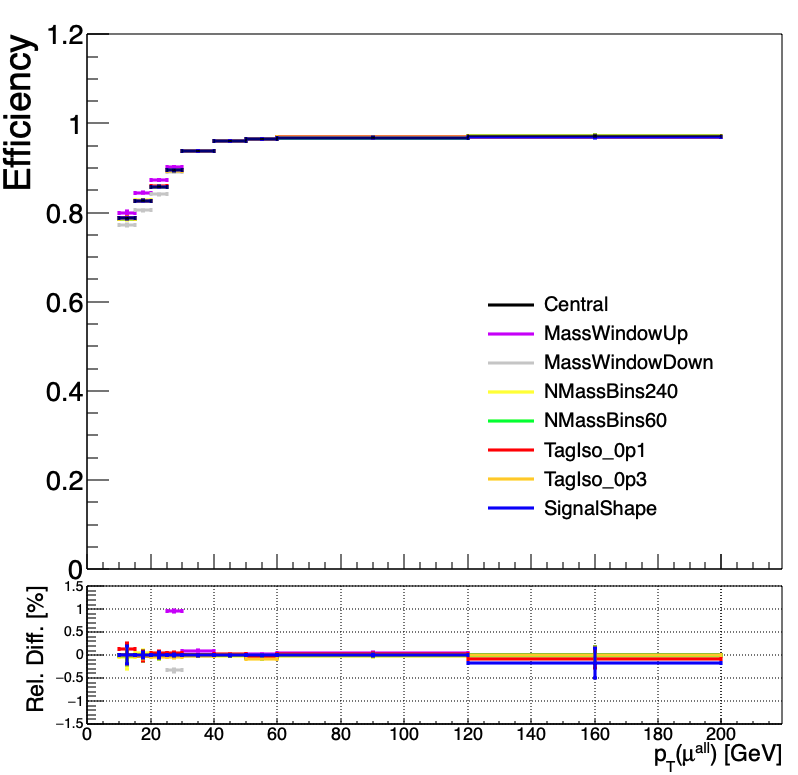 Efficiency
1.2
1
0.8
0.6
0.4
0.2
0
Central
MassWindowUp
MassWindowDown
NMassBins240
NMassBins60
TagIso_0p1
TagIso_0p3
SignalShape
Rel. Diff. [%]
1.5
1
0.5
0
−0.5
−1
−1.5
0 20 40 60 80 100 120 140 160 180 200
p_T(μ^all) [GeV]